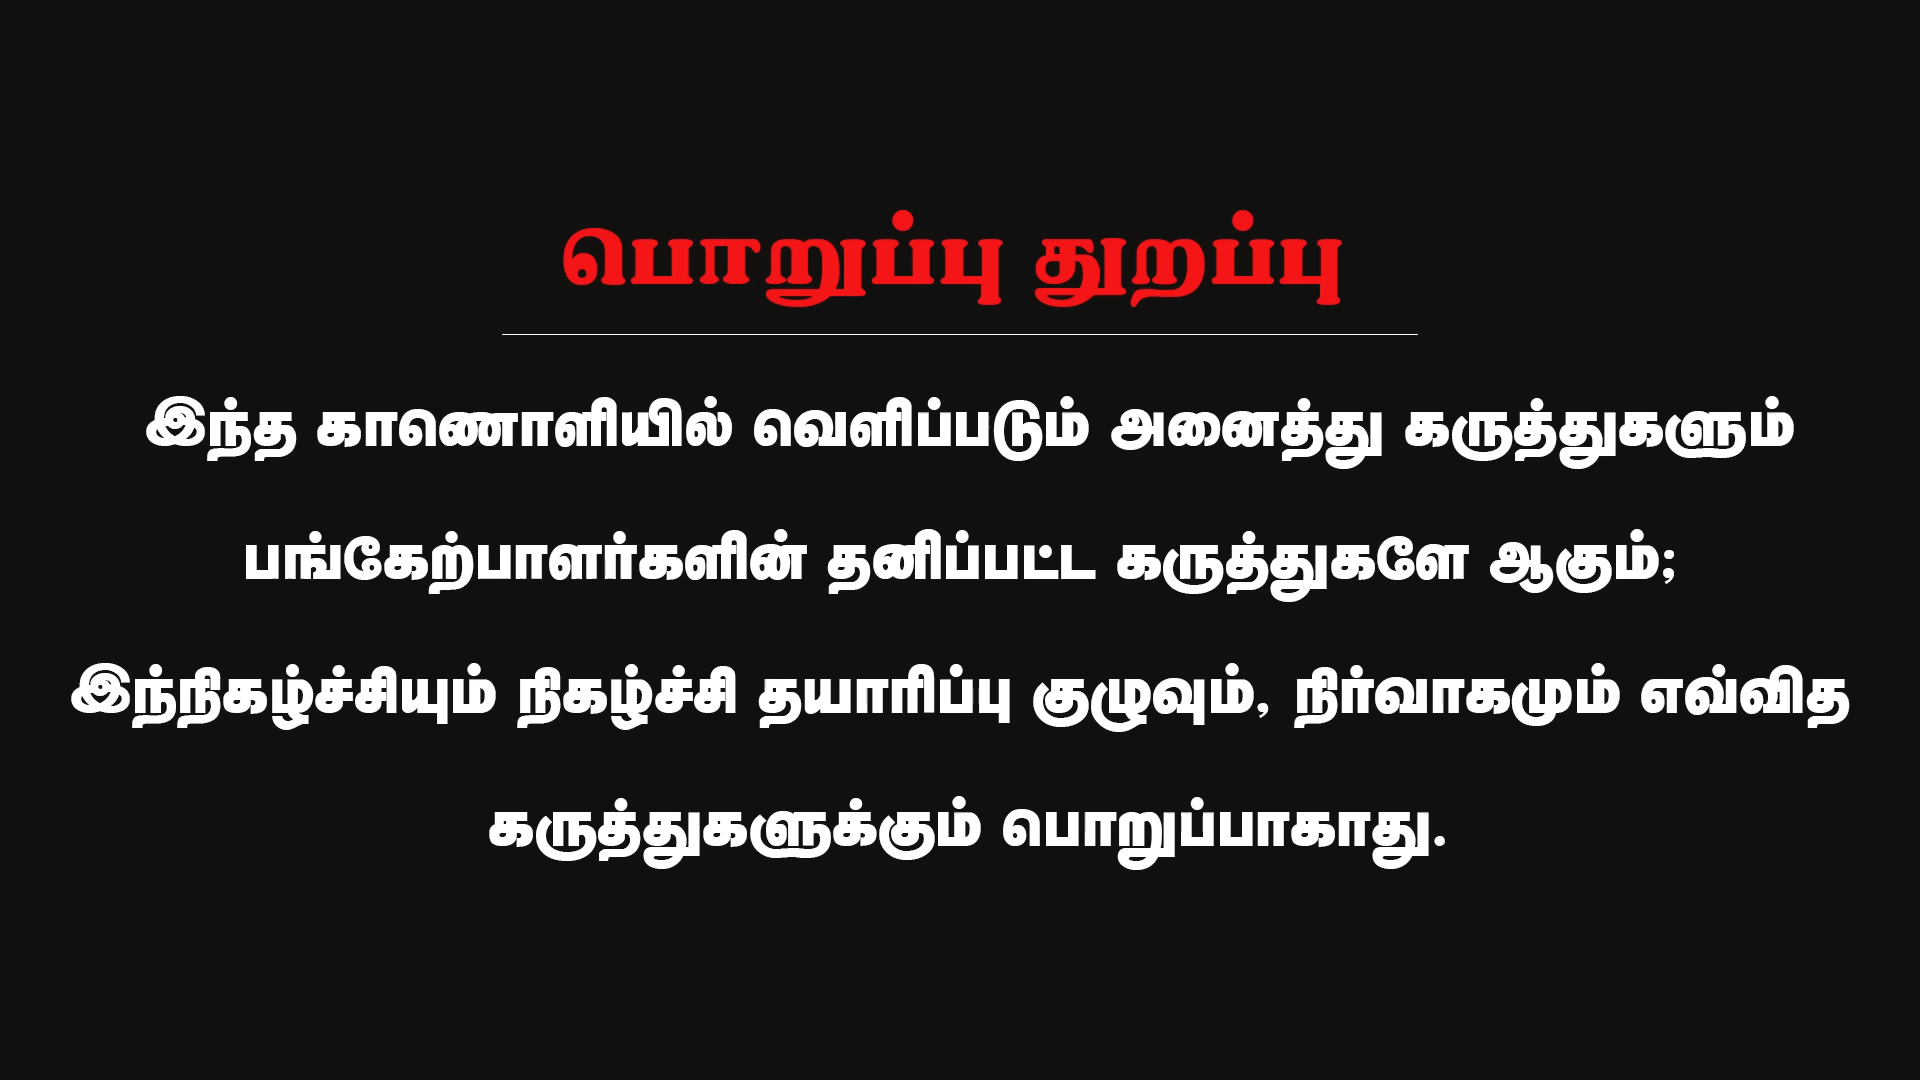 பொறுப்பு துறப்பு
இந்த காணொளியில் வெளிப்படும் அனைத்து கருத்துகளும்
பங்கேற்பாளர்களின் தனிப்பட்ட கருத்துகளே ஆகும்;
இந்நிகழ்ச்சியும் நிகழ்ச்சி தயாரிப்பு குழுவும், நிர்வாகமும் எவ்வித
கருத்துகளுக்கும் பொறுப்பாகாது.